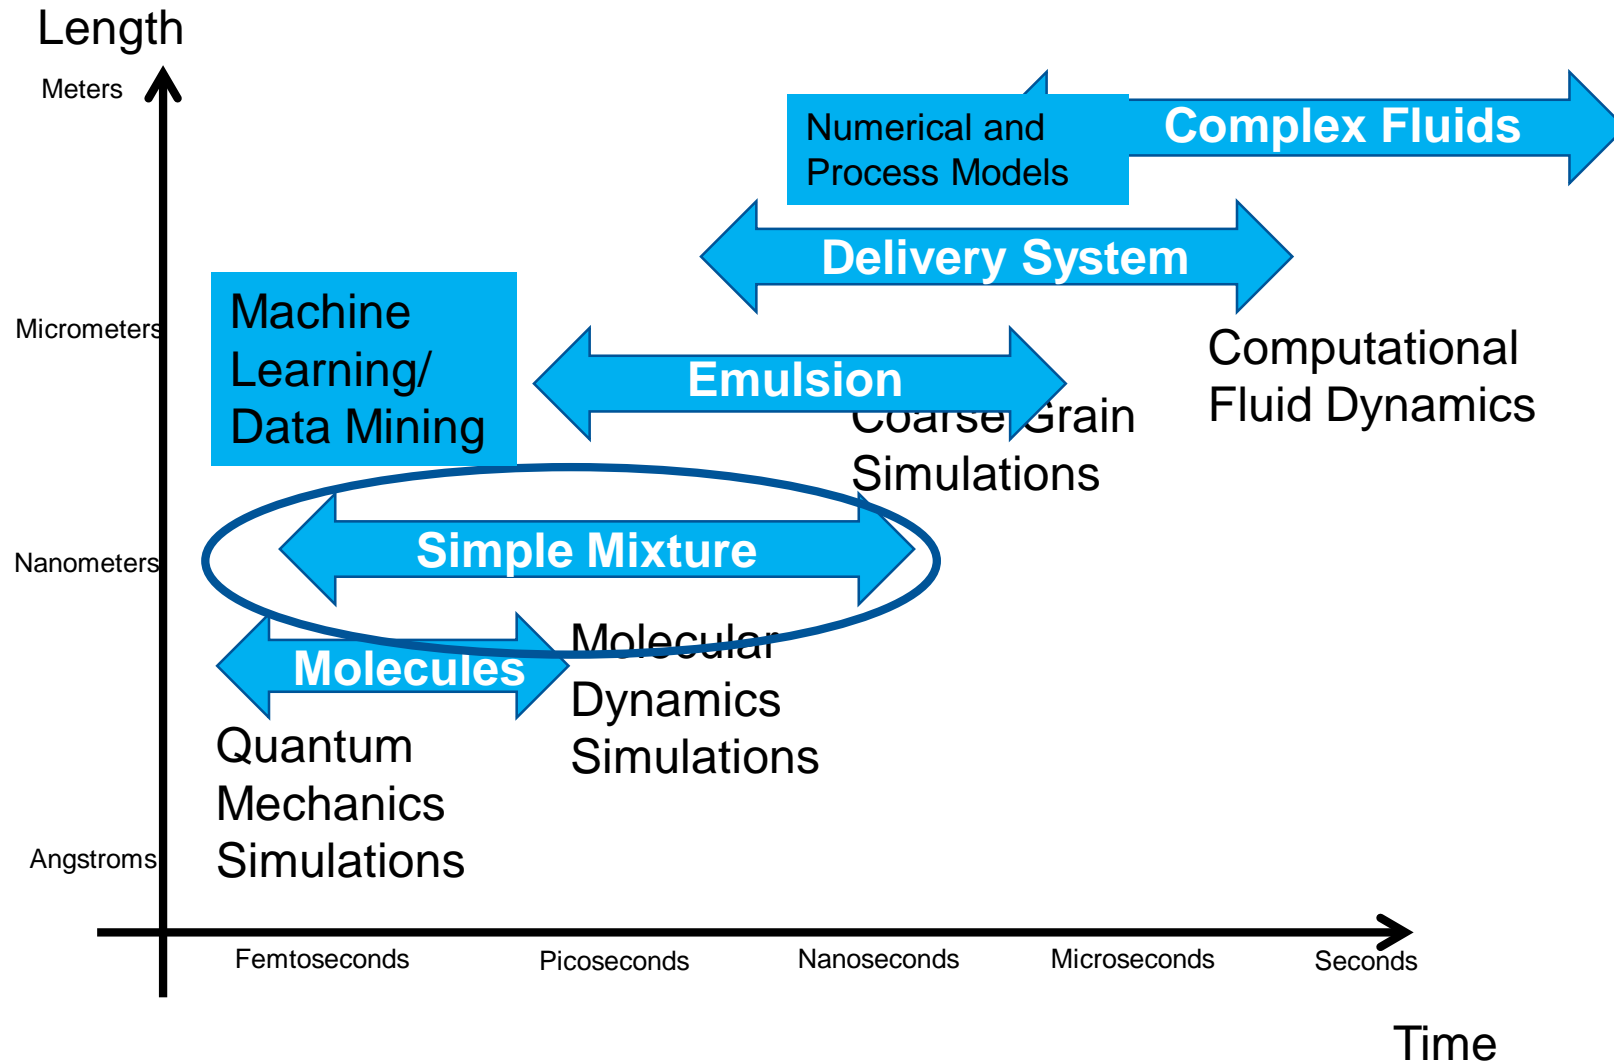 Length
Meters
Numerical and
Process Models
Complex Fluids
Delivery System
Machine
Learning/
Data Mining
Micrometers
Emulsion
Computational
Fluid Dynamics
Coarse Grain
Simulations
Simple Mixture
Nanometers
Molecules
Molecular
Dynamics
Simulations
Quantum
Mechanics
Simulations
Angstroms
Femtoseconds
Picoseconds
Nanoseconds
Microseconds
Seconds
Time